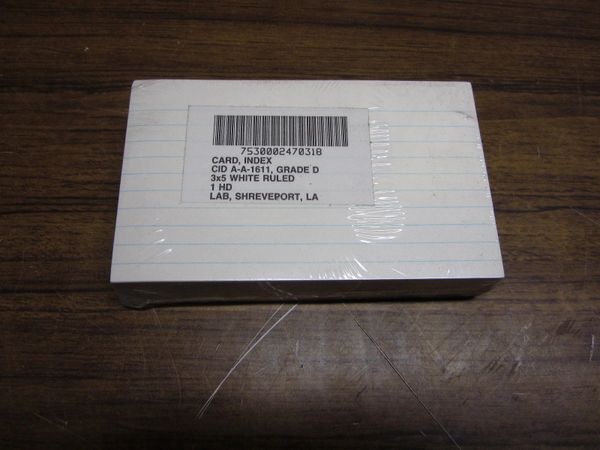 7530002470318
CARD, INDEX
CID A-A-1611, GRADE D
3x5 WHITE RULED
1 HD
LAB, SHREVEPORT, LA